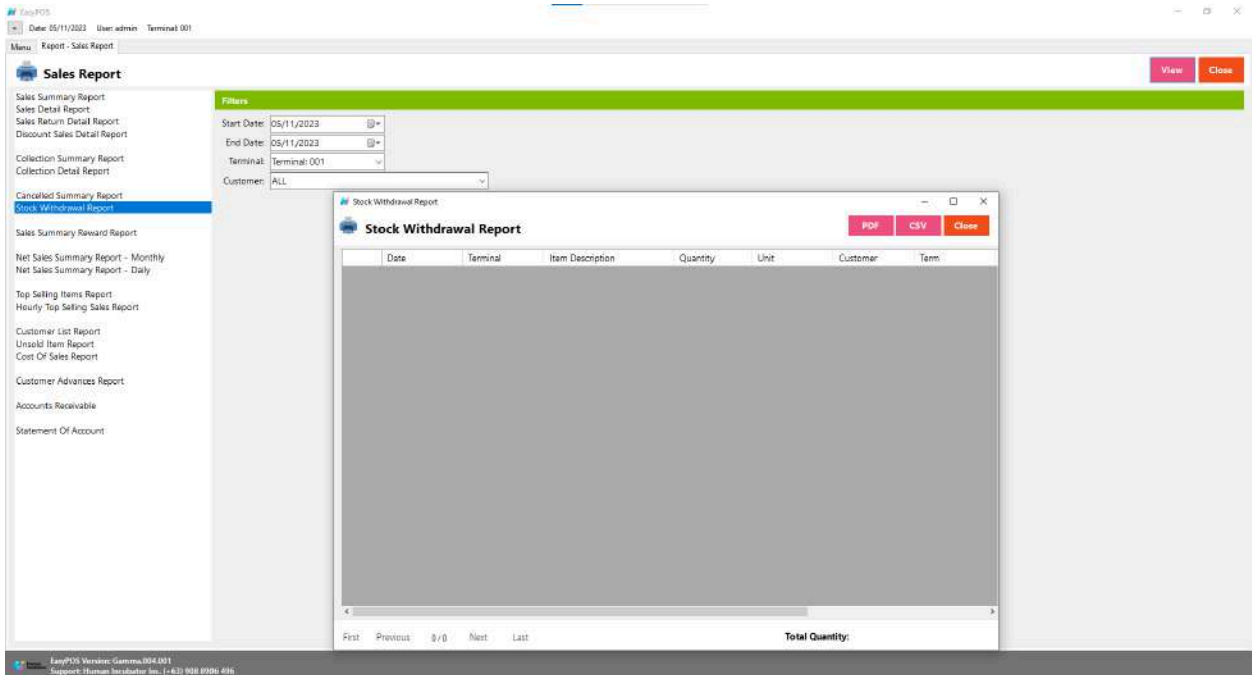 EasyPOS
Date: 05/11/2023 User: admin Terminal: 001
Menu Report - Sales Report
Sales Report
View Close
Sales Summary Report
Sales Detail Report
Sales Return Detail Report
Discount Sales Detail Report
Collection Summary Report
Collection Detail Report
Cancelled Summary Report
Stock Withdrawal Report
Sales Summary Reward Report
Net Sales Summary Report - Monthly
Net Sales Summary Report - Daily
Top Selling Items Report
Hourly Top Selling Sales Report
Customer List Report
Unsold Item Report
Cost Of Sales Report
Customer Advances Report
Accounts Receivable
Statement Of Account
Filters
Start Date: 05/11/2023
End Date: 05/11/2023
Terminal: Terminal: 001
Customer: ALL
Stock Withdrawal Report
Stock Withdrawal Report
PDF CSV Close
Date Terminal Item Description Quantity Unit Customer Term
First Previous 0/0 Next Last Total Quantity:
EasyPOS Version: Gamma.004.001
Support: Human Incubator Inc. (+63) 908 8906 496